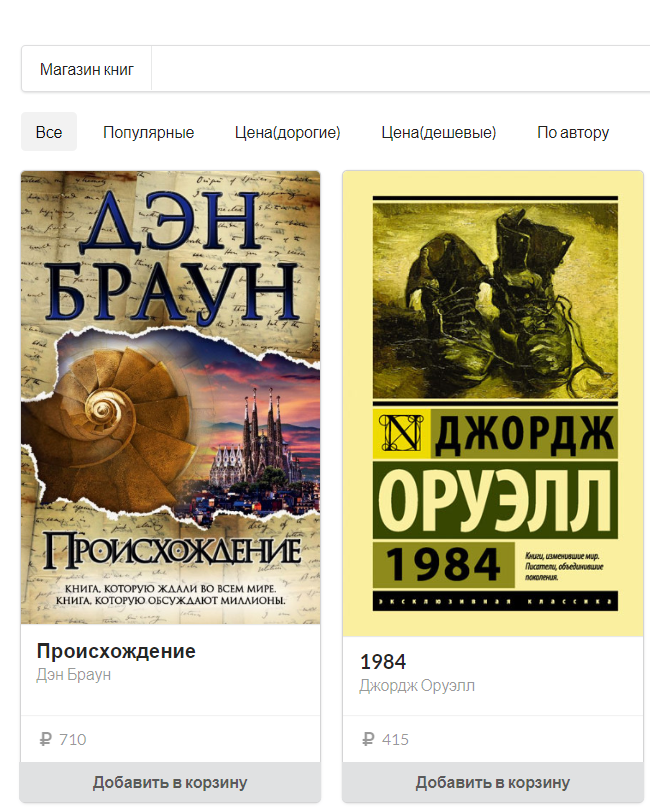 Магазин книг
Все Популярные Цена(дорогие) Цена(дешевые) По автору
ДЭН
БРАУН
ПРОИСХОЖДЕНИЕ
КНИГА, КОТОРУЮ ЖДАЛИ ВО ВСЕМ МИРЕ.
КНИГА, КОТОРУЮ ОБСУЖДАЮТ МИЛЛИОНЫ.
Происхождение
Дэн Браун
₽ 710
Добавить в корзину
N ДЖОРДЖ
ОРУЭЛЛ
1984
Книги, изменившие мир.
Писатели, объединившие
поколения.
эксклюзивная классика
1984
Джордж Оруэлл
₽ 415
Добавить в корзину